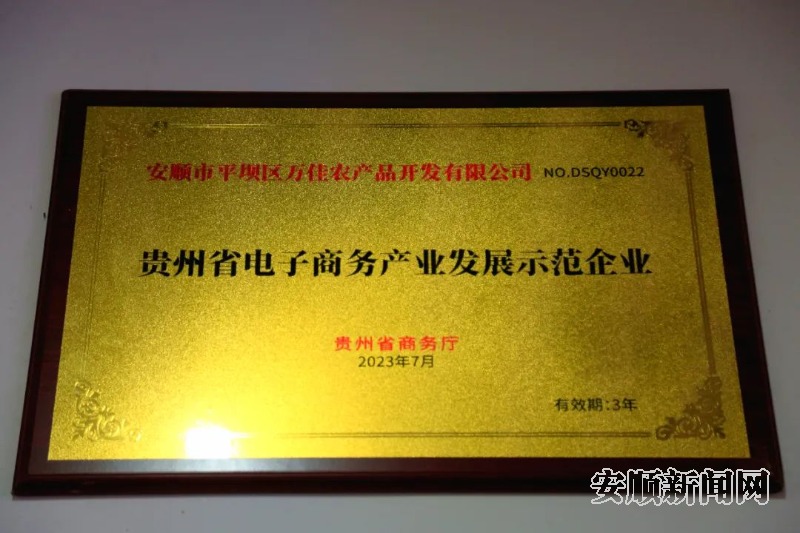 安顺市平坝区万佳农产品开发有限公司 NO.DSQY0022
贵州省电子商务产业发展示范企业
贵州省商务厅
2023年7月
有效期:3年
安顺新闻网